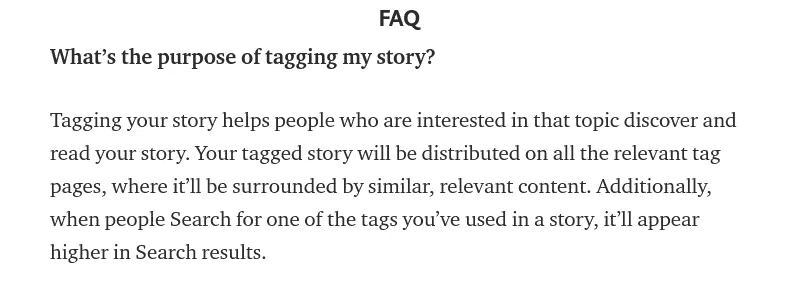 FAQ
What’s the purpose of tagging my story?
Tagging your story helps people who are interested in that topic discover and
read your story. Your tagged story will be distributed on all the relevant tag
pages, where it’ll be surrounded by similar, relevant content. Additionally,
when people Search for one of the tags you’ve used in a story, it’ll appear
higher in Search results.